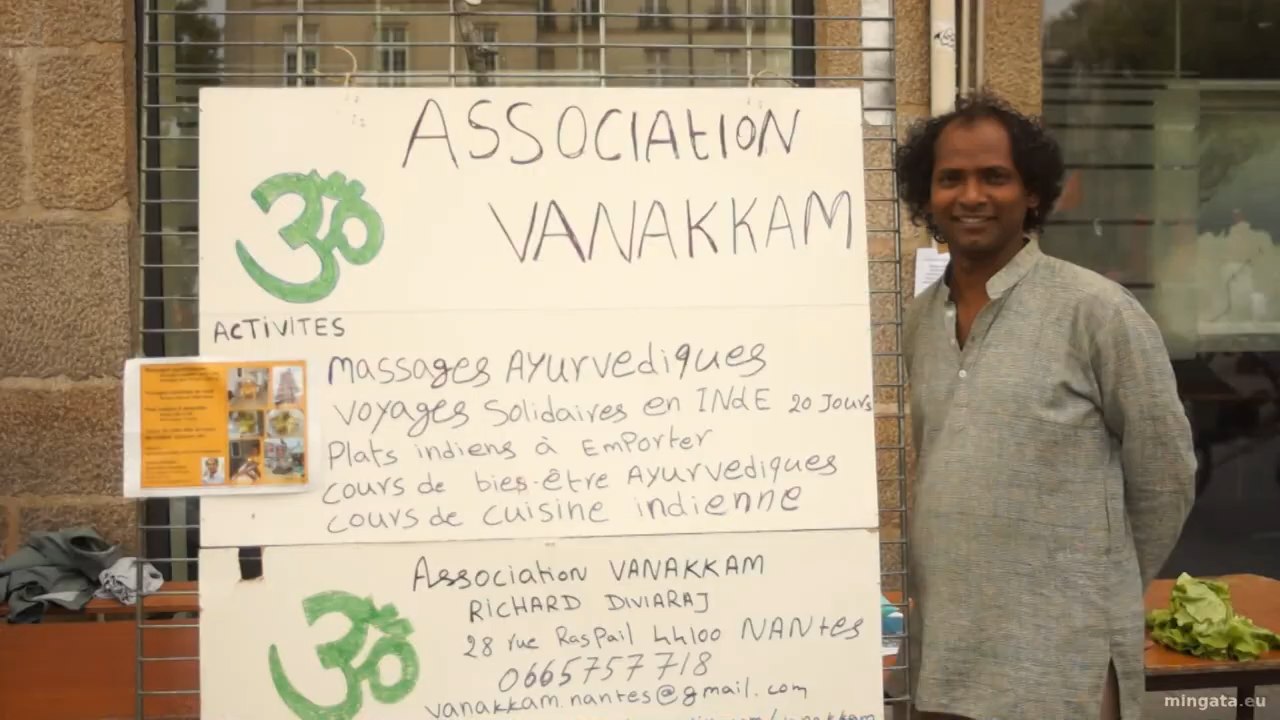 ASSOCIATION
VANAKKAM
ACTIVITES
MASSAGES AYURVEDIQUES
VOYAGES SOLIDAIRES en INdE 20 JOURS
Plats indiens à EmPorter
cours de bies-être AyuRvediques
cours de cuisine indienne
Association VANAKKAM
RICHARD DIVIARAJ
28 rue RasPail 44100 NANtes
0665757718
vanakkam.nantes@gmail.com
mingata.eu